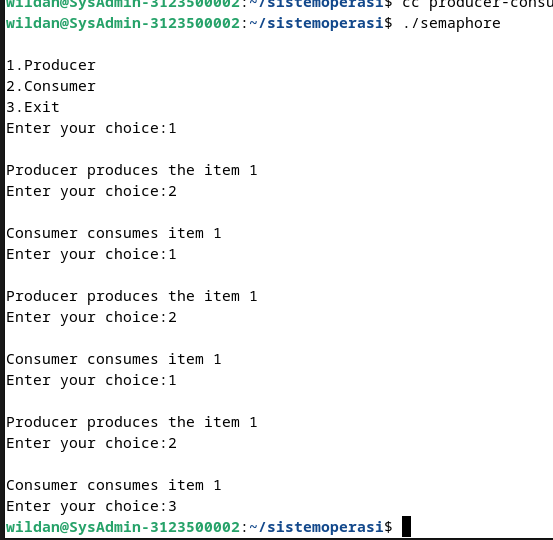 wildan@SysAdmin-3123500002:~/sistemoperasi$ cc producer-consu
wildan@SysAdmin-3123500002:~/sistemoperasi$ ./semaphore
1.Producer
2.Consumer
3.Exit
Enter your choice:1
Producer produces the item 1
Enter your choice:2
Consumer consumes item 1
Enter your choice:1
Producer produces the item 1
Enter your choice:2
Consumer consumes item 1
Enter your choice:1
Producer produces the item 1
Enter your choice:2
Consumer consumes item 1
Enter your choice:3
wildan@SysAdmin-3123500002:~/sistemoperasi$